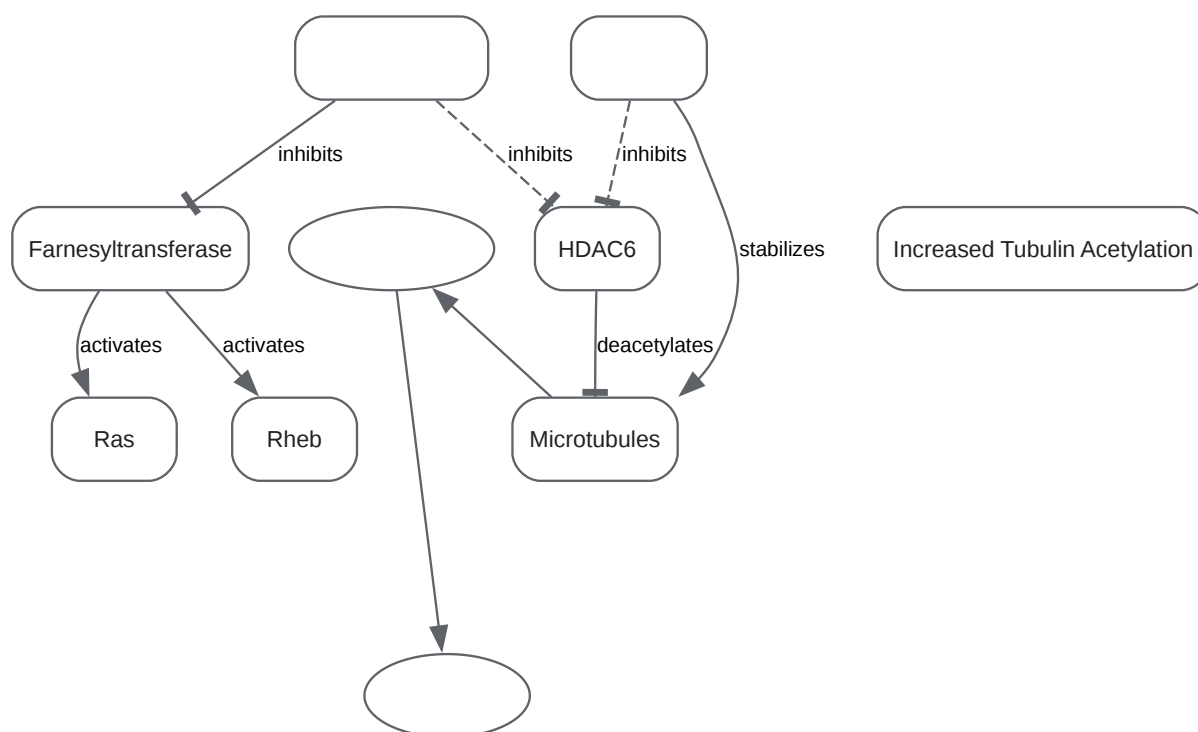 inhibits
inhibits
inhibits
Farnesyltransferase
HDAC6
stabilizes
Increased Tubulin Acetylation
activates
activates
deacetylates
Ras
Rheb
Microtubules